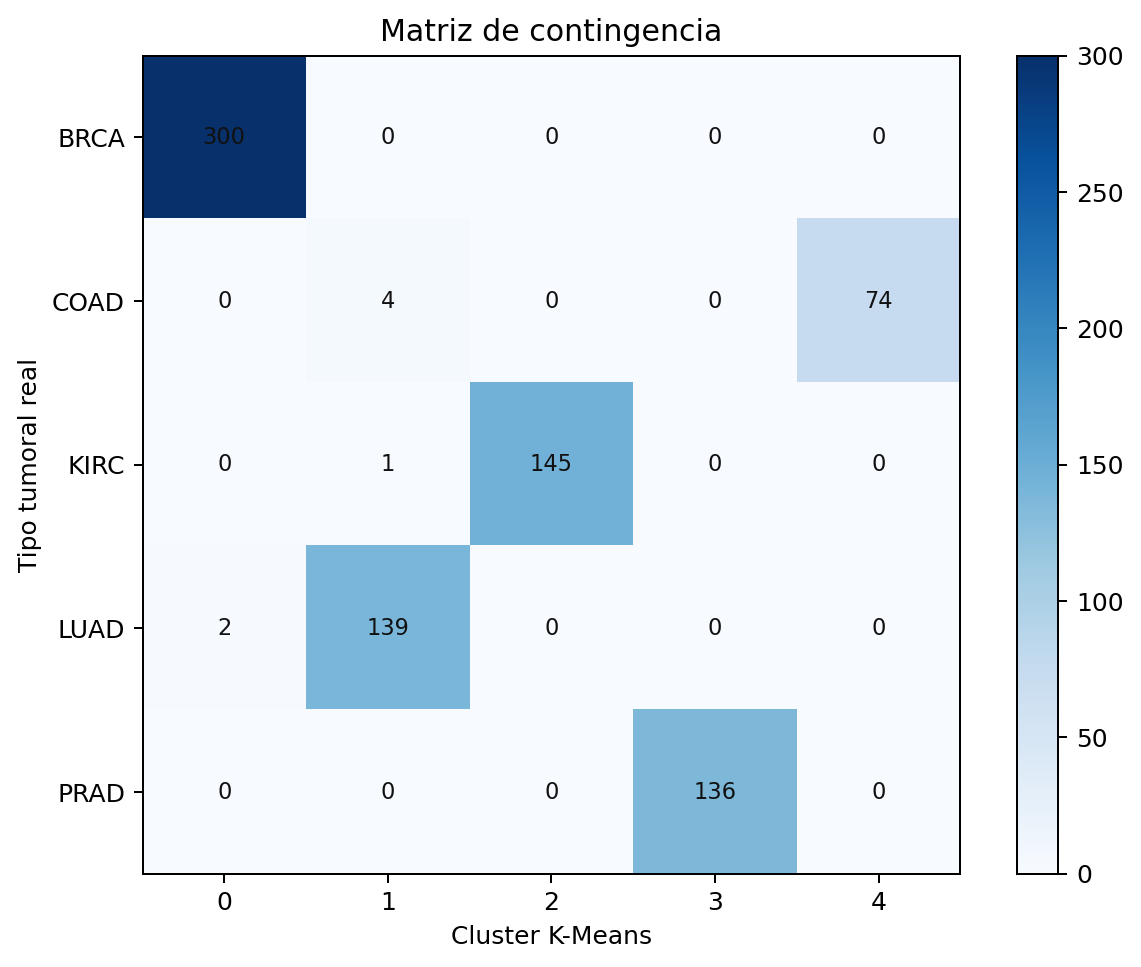 Matriz de contingencia
BRCA 300 0 0 0 0
COAD 0 4 0 0 74
KIRC 0 1 145 0 0
LUAD 2 139 0 0 0
PRAD 0 0 0 136 0
0 1 2 3 4
Cluster K-Means
Tipo tumoral real
300
250
200
150
100
50
0